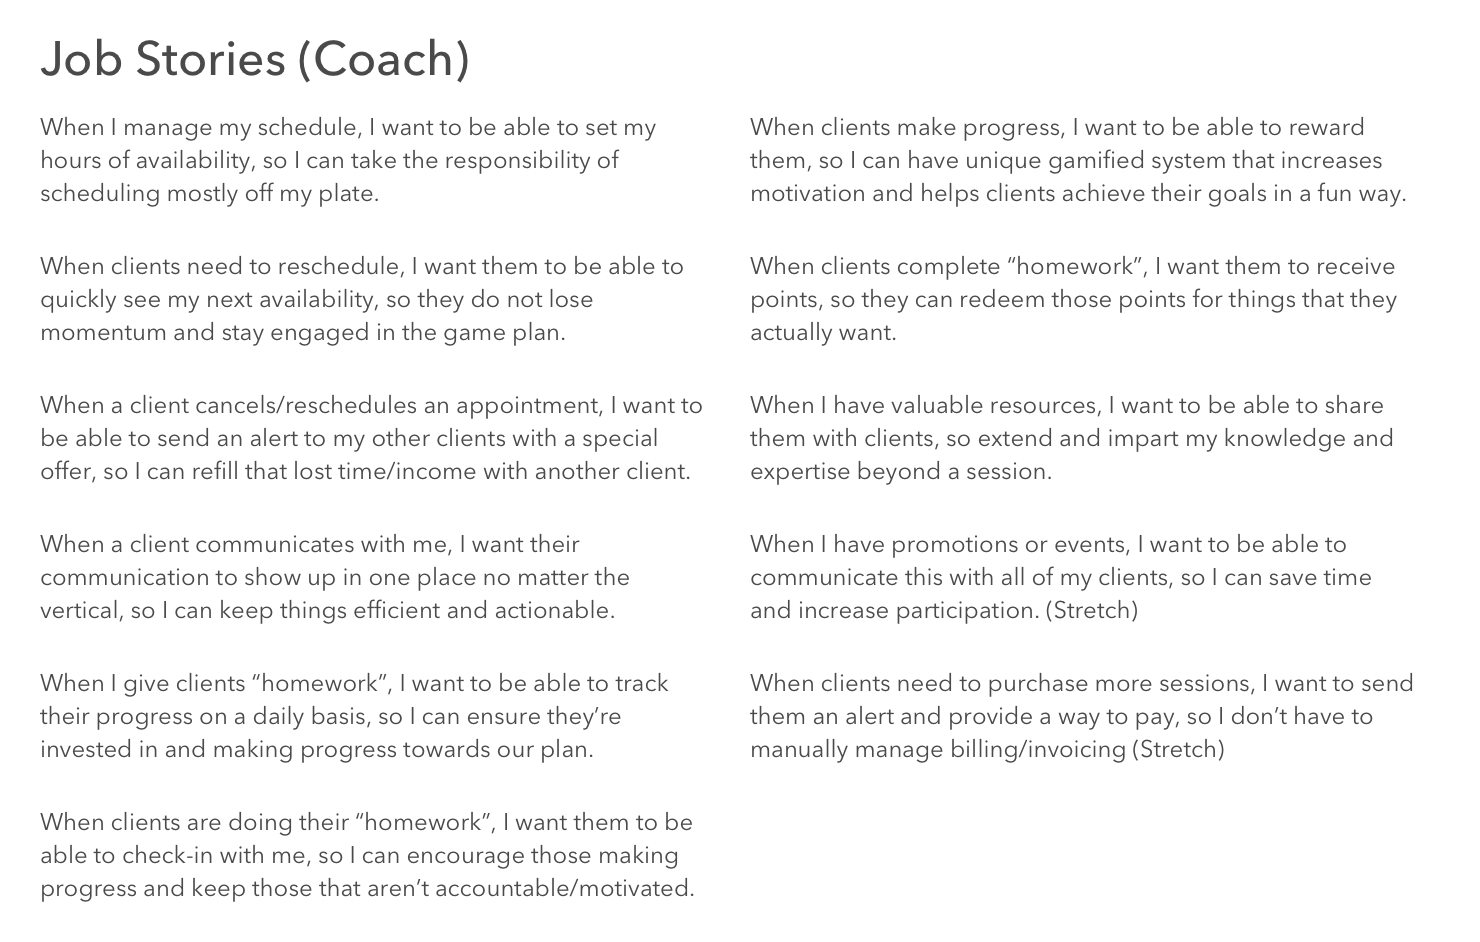 Job Stories (Coach)
When I manage my schedule, I want to be able to set my
hours of availability, so I can take the responsibility of
scheduling mostly off my plate.
When clients need to reschedule, I want them to be able to
quickly see my next availability, so they do not lose
momentum and stay engaged in the game plan.
When a client cancels/reschedules an appointment, I want to
be able to send an alert to my other clients with a special
offer, so I can refill that lost time/income with another client.
When a client communicates with me, I want their
communication to show up in one place no matter the
vertical, so I can keep things efficient and actionable.
When I give clients “homework”, I want to be able to track
their progress on a daily basis, so I can ensure they’re
invested in and making progress towards our plan.
When clients are doing their “homework”, I want them to be
able to check-in with me, so I can encourage those making
progress and keep those that aren’t accountable/motivated.
When clients make progress, I want to be able to reward
them, so I can have unique gamified system that increases
motivation and helps clients achieve their goals in a fun way.
When clients complete “homework”, I want them to receive
points, so they can redeem those points for things that they
actually want.
When I have valuable resources, I want to be able to share
them with clients, so extend and impart my knowledge and
expertise beyond a session.
When I have promotions or events, I want to be able to
communicate this with all of my clients, so I can save time
and increase participation. (Stretch)
When clients need to purchase more sessions, I want to send
them an alert and provide a way to pay, so I don’t have to
manually manage billing/invoicing (Stretch)